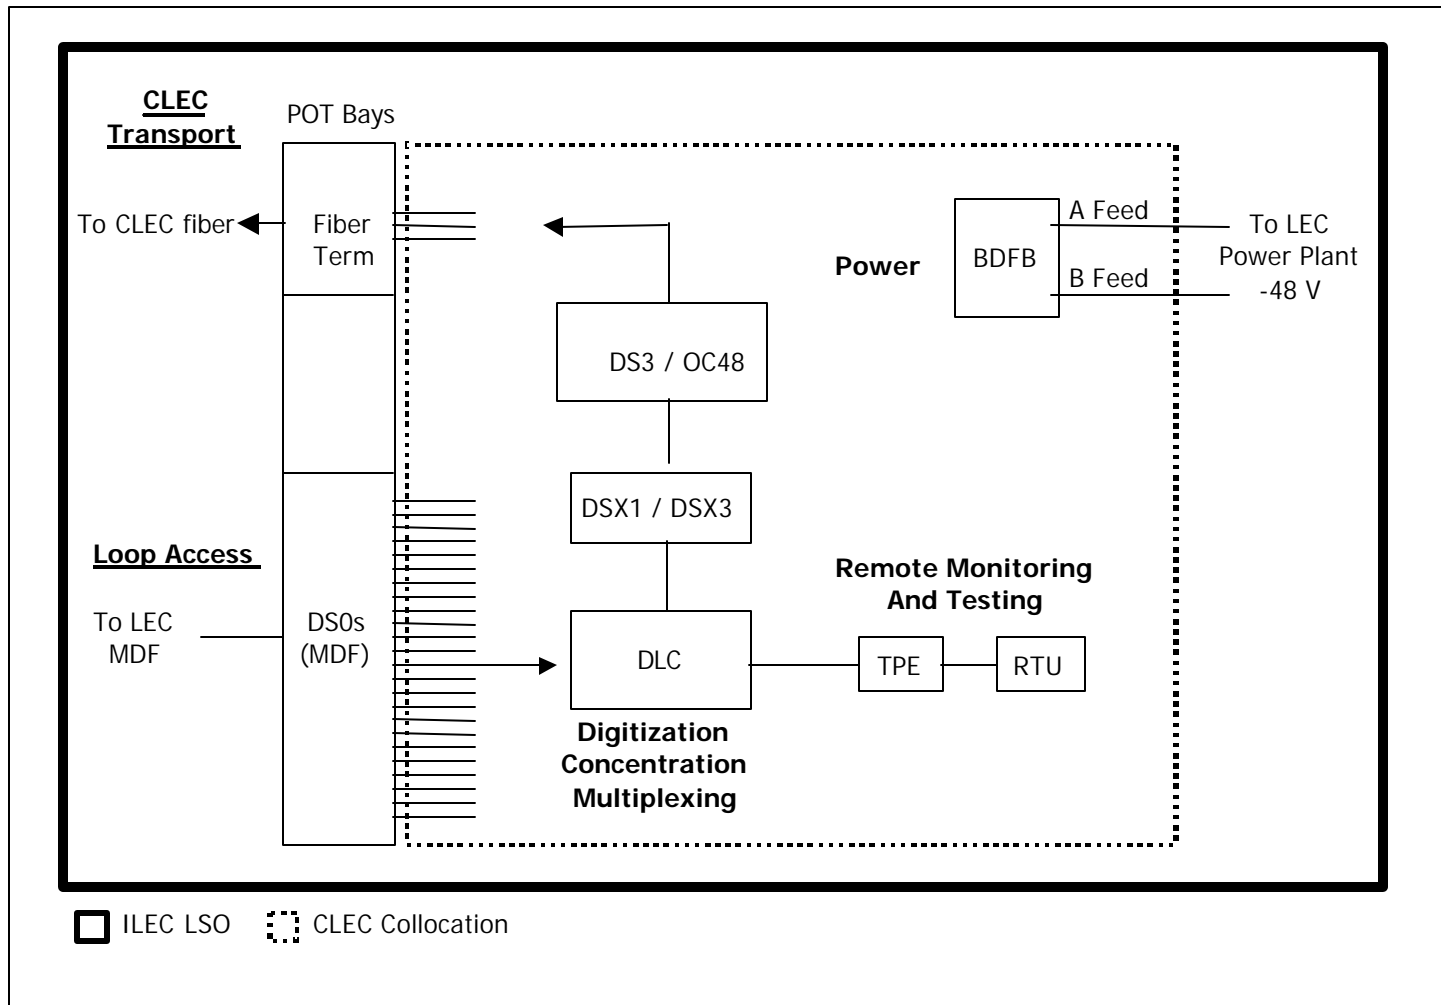 CLEC
Transport
POT Bays
To CLEC fiber
Fiber
Term
A Feed
B Feed
BDFB
Power
To LEC
Power Plant
-48 V
DS3 / OC48
DSX1 / DSX3
Loop Access
To LEC
MDF
DS0s
(MDF)
DLC
Digitization
Concentration
Multiplexing
Remote Monitoring
And Testing
TPE
RTU
ILEC LSO
CLEC Collocation